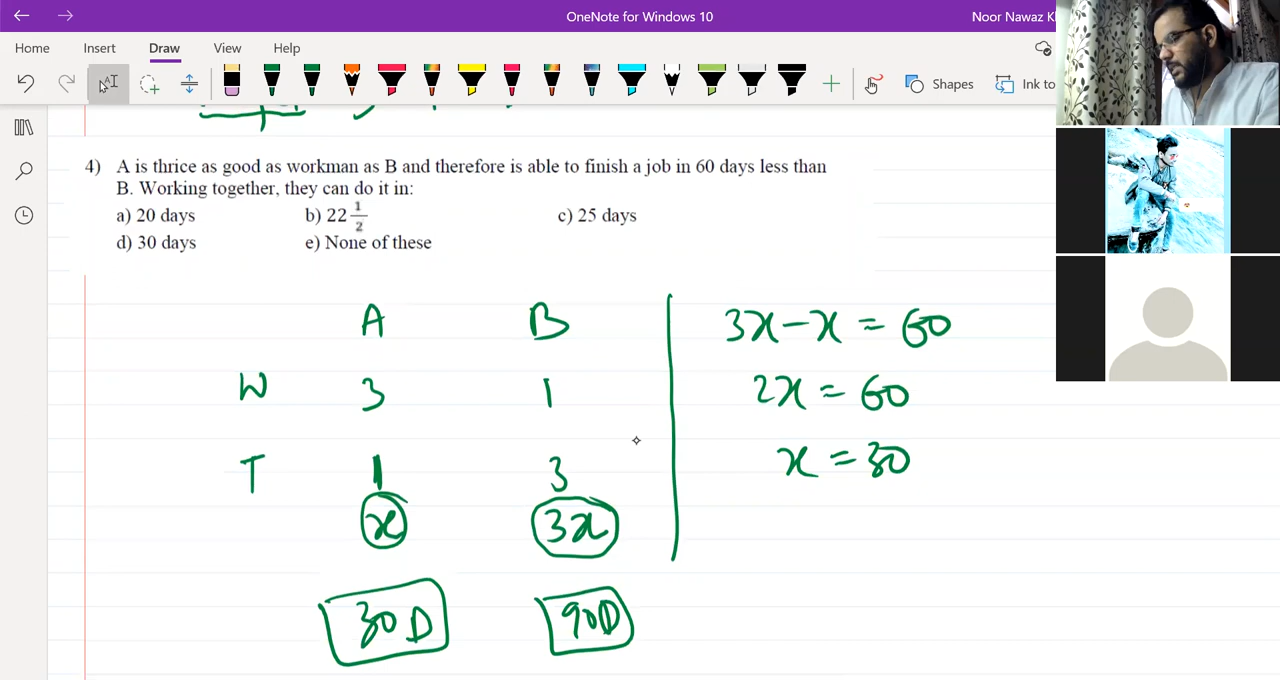 OneNote for Windows 10
Noor Nawaz K
Home Insert Draw View Help
Shapes Ink to
4) A is thrice as good as workman as B and therefore is able to finish a job in 60 days less than
B. Working together, they can do it in:
a) 20 days b) 22 1/2 c) 25 days
d) 30 days e) None of these
A B
W 3 1
T 1 3
x 3x
30 D 90D
3x-x = 60
2x = 60
x = 30